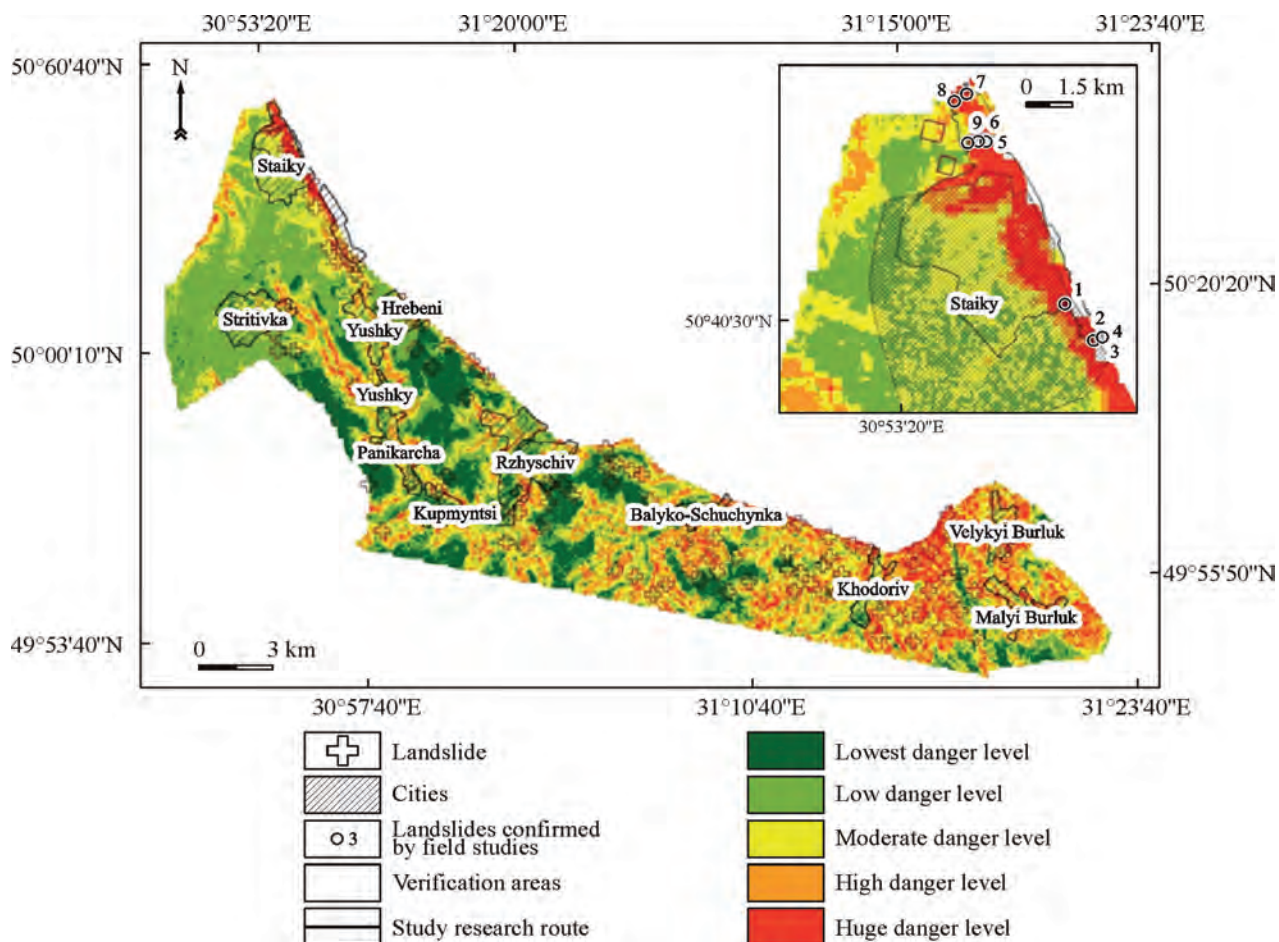 30°53'20"E 31°20'00"E 31°15'00"E 31°23'40"E
50°60'40"N
N
0 1.5 km
8 7
9 6
5
Staiky
1
2 4
3
50°40'30"N
30°53'20"E
50°20'20"N
Staiky
Hrebeni
Stritivka
Yushky
50°00'10"N
Yushky
Panikarcha
Rzhyschiv
Kupmyntsi
Balyko-Schuchynka
Velykyi Burluk
49°55'50"N
Khodoriv
Malyi Burluk
49°53'40"N
0 3 km
30°57'40"E 31°10'40"E 31°23'40"E
Landslide
Cities
3 Landslides confirmed
by field studies
Verification areas
Study research route
Lowest danger level
Low danger level
Moderate danger level
High danger level
Huge danger level